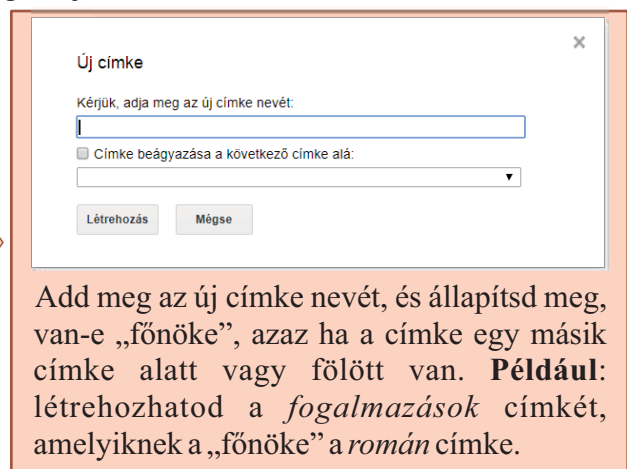 Új címke
Kérjük, adja meg az új címke nevét:
Címke beágyazása a következő címke alá:
Létrehozás Mégse
Add meg az új címke nevét, és állapítsd meg,
van-e „főnöke”, azaz ha a címke egy másik
címke alatt vagy fölött van. Például:
létrehozhatod a fogalmazások címkét,
amelyiknek a „főnöke” a román címke.